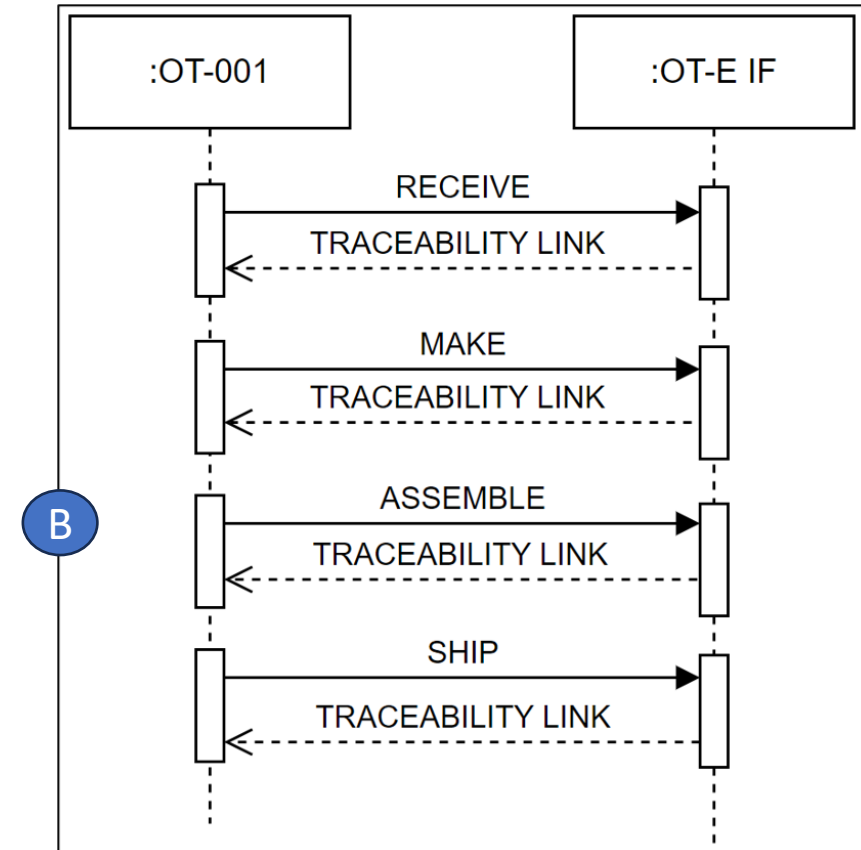 :OT-001
:OT-E IF
RECEIVE
TRACEABILITY LINK
MAKE
TRACEABILITY LINK
B
ASSEMBLE
TRACEABILITY LINK
SHIP
TRACEABILITY LINK